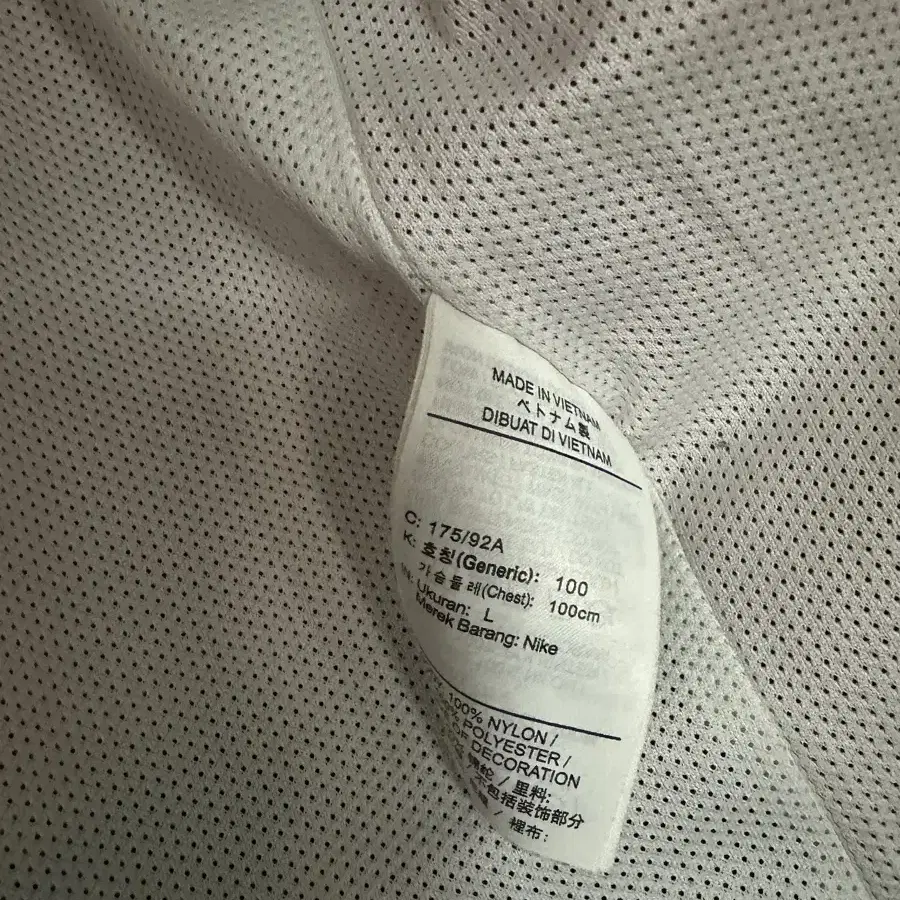 MADE IN VIETNAM
ベトナム製
DIBUAT DI VIETNAM
C: 175/92A
K: 호칭(Generic): 100
가슴둘레(Chest): 100cm
Ukuran: L
Merek Barang: Nike
100% NYLON /
POLYESTER /
DECORATION
/ 里料:
不包括装饰部分
/ 裡布: